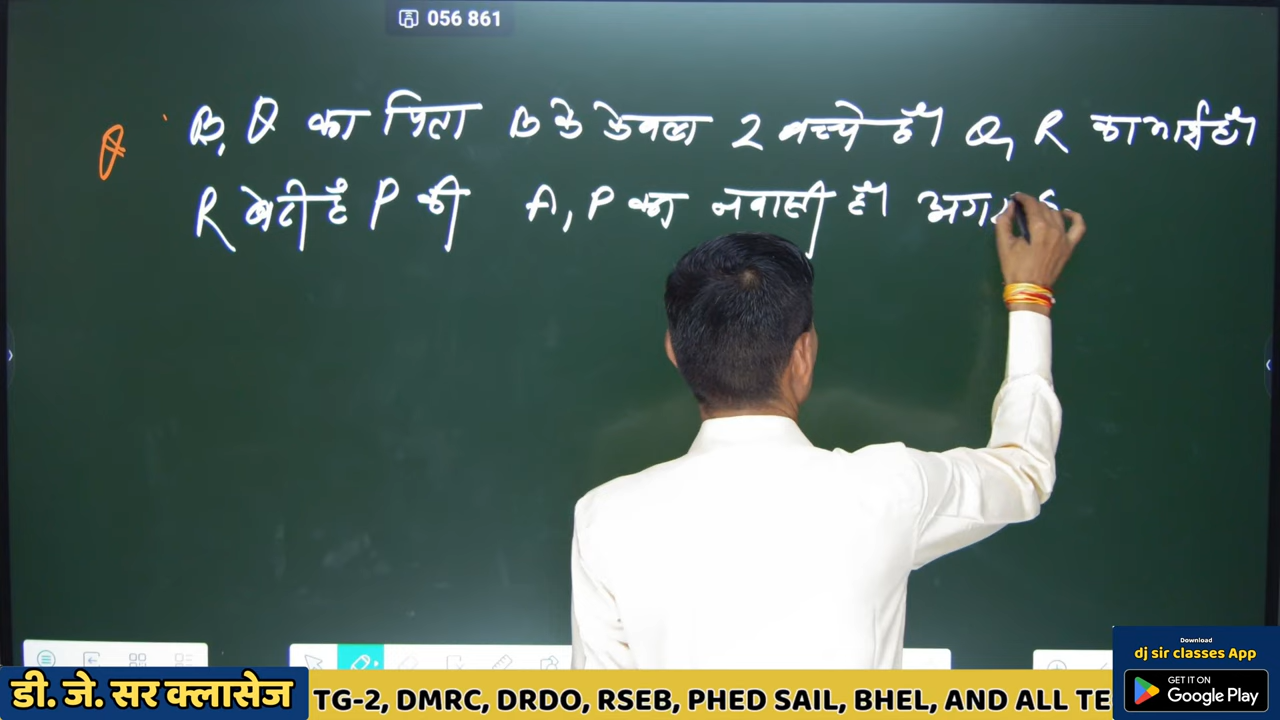 056 861
Q B, Q का पिता B के केवल 2 बच्चे हैं। Q, R का भाई है।
R बेटी है P की A, P का नवासी है। अगर
Download
dj sir classes App
GET IT ON
Google Play
डी. जे. सर क्लासेज TG-2, DMRC, DRDO, RSEB, PHED SAIL, BHEL, AND ALL TE